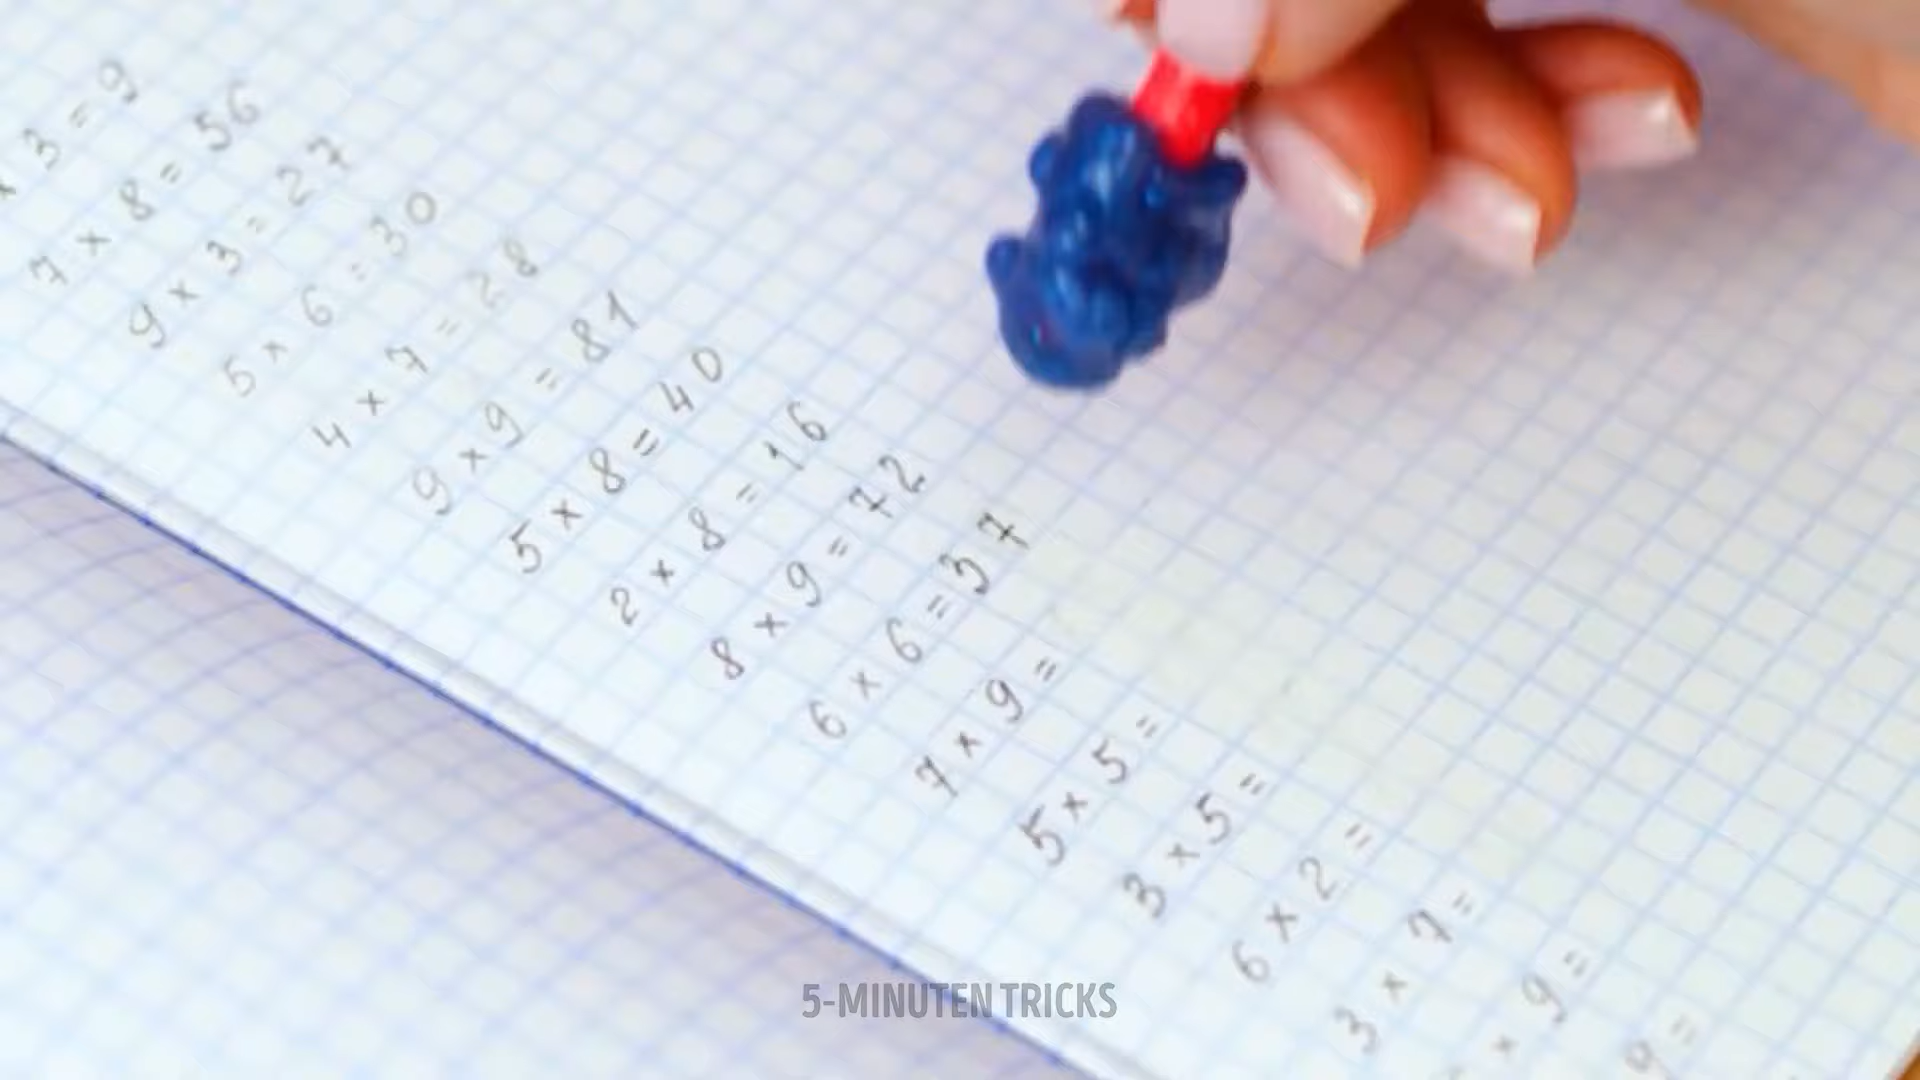 x 3 = 9
7 x 8 = 56
9 x 3 = 27
5 x 6 = 30
4 x 7 = 28
9 x 9 = 81
5 x 8 = 40
2 x 8 = 16
8 x 9 = 72
6 x 6 = 37
7 x 9 =
5 x 5 =
3 x 5 =
6 x 2 =
3 x 7 =
x 9 =
9 =
5-MINUTEN TRICKS